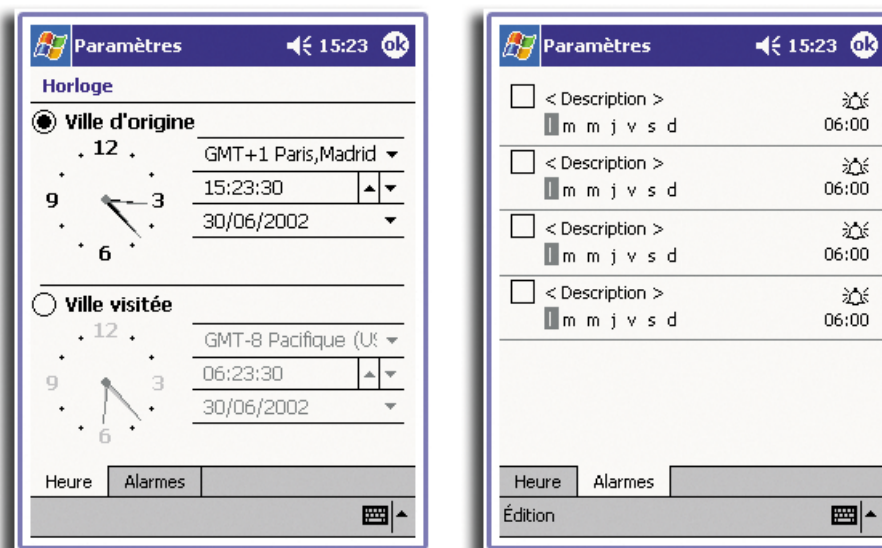 Paramètres 15:23 ok
Horloge
Ville d'origine
12
9
3
6
GMT+1 Paris,Madrid
15:23:30
30/06/2002
Ville visitée
12
9
3
6
GMT-8 Pacifique (US
06:23:30
30/06/2002
Heure Alarmes
Paramètres 15:23 ok
< Description >
l m m j v s d 06:00
< Description >
l m m j v s d 06:00
< Description >
l m m j v s d 06:00
< Description >
l m m j v s d 06:00
Heure Alarmes
Édition